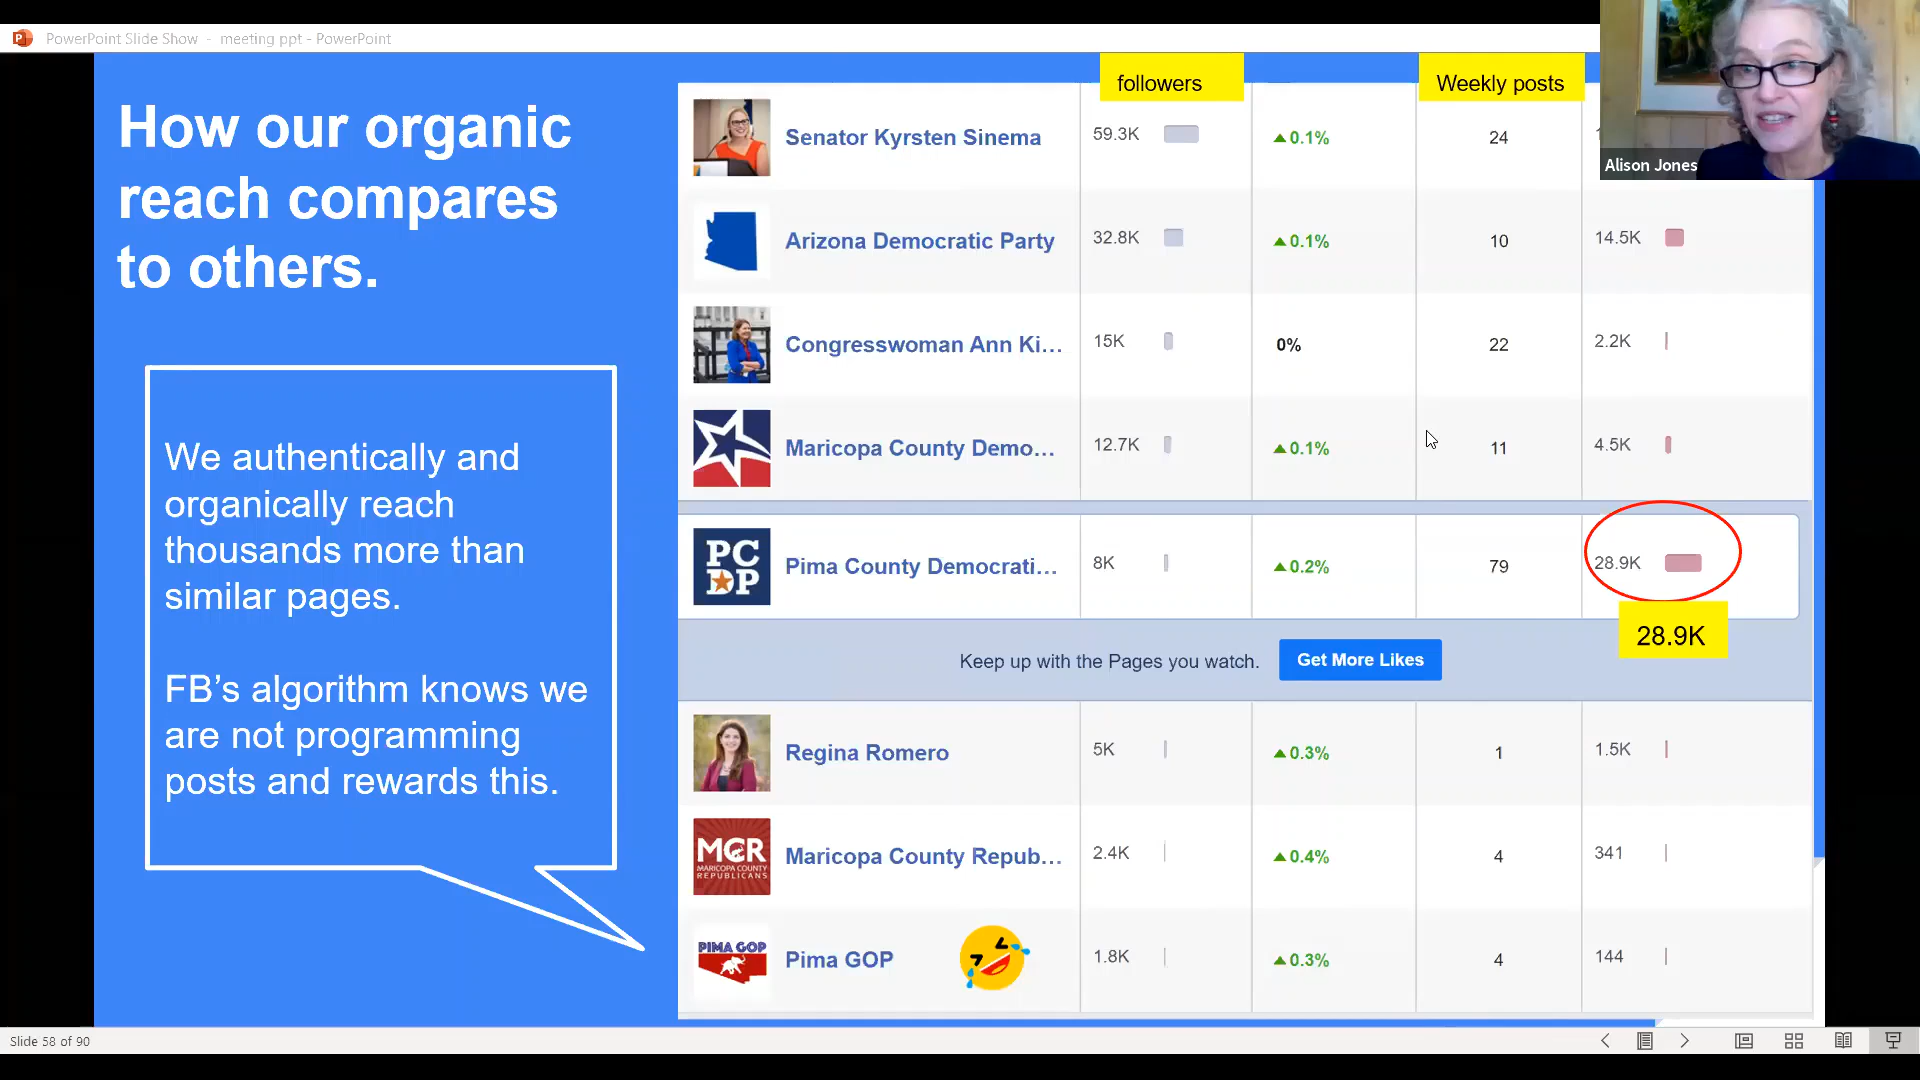 PowerPoint Slide Show - meeting ppt - PowerPoint
How our organic
reach compares
to others.
We authentically and
organically reach
thousands more than
similar pages.
FB’s algorithm knows we
are not programming
posts and rewards this.
followers
Weekly posts
Senator Kyrsten Sinema 59.3K 0.1% 24
Arizona Democratic Party 32.8K 0.1% 10 14.5K
Congresswoman Ann Ki... 15K 0% 22 2.2K
Maricopa County Demo... 12.7K 0.1% 11 4.5K
PC
DP
Pima County Democrati... 8K 0.2% 79 28.9K
28.9K
Keep up with the Pages you watch. Get More Likes
Regina Romero 5K 0.3% 1 1.5K
MCR
MARICOPA COUNTY
REPUBLICANS
Maricopa County Repub... 2.4K 0.4% 4 341
PIMA GOP
Pima GOP 1.8K 0.3% 4 144
Alison Jones
Slide 58 of 90